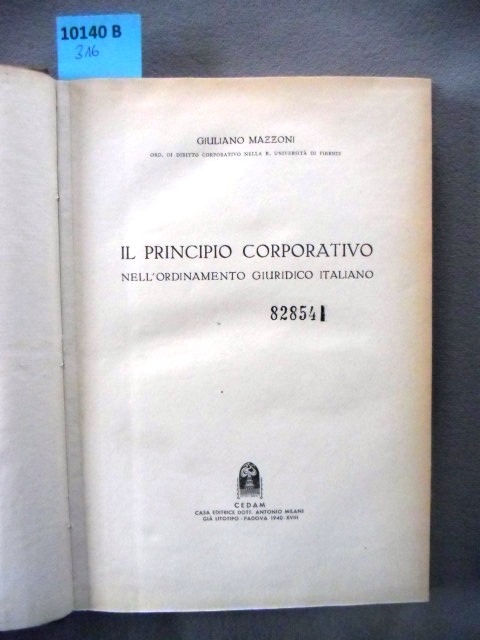 10140 B
316
GIULIANO MAZZONI
ORD. DI DIRITTO CORPORATIVO NELLA R. UNIVERSITÀ DI FIRENZE
IL PRINCIPIO CORPORATIVO
NELL'ORDINAMENTO GIURIDICO ITALIANO
82854
CEDAM
CASA EDITRICE DOTT. ANTONIO MILANI
GIÀ LITOTIPO - PADOVA 1940-XVIII